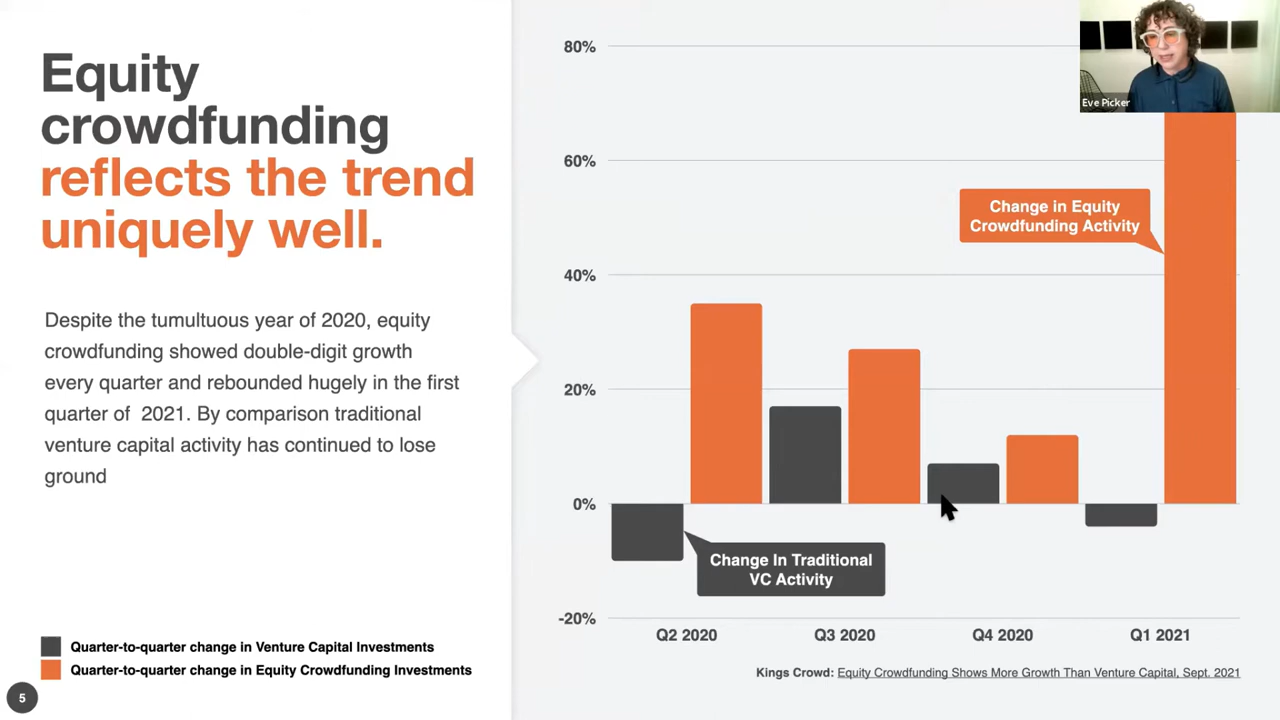 Equity
crowdfunding
reflects the trend
uniquely well.
Despite the tumultuous year of 2020, equity
crowdfunding showed double-digit growth
every quarter and rebounded hugely in the first
quarter of 2021. By comparison traditional
venture capital activity has continued to lose
ground
Quarter-to-quarter change in Venture Capital Investments
Quarter-to-quarter change in Equity Crowdfunding Investments
5
80%
60%
40%
20%
0%
-20%
Eve Picker
Change in Equity
Crowdfunding Activity
Change In Traditional
VC Activity
Q2 2020
Q3 2020
Q4 2020
Q1 2021
Kings Crowd: Equity Crowdfunding Shows More Growth Than Venture Capital, Sept. 2021